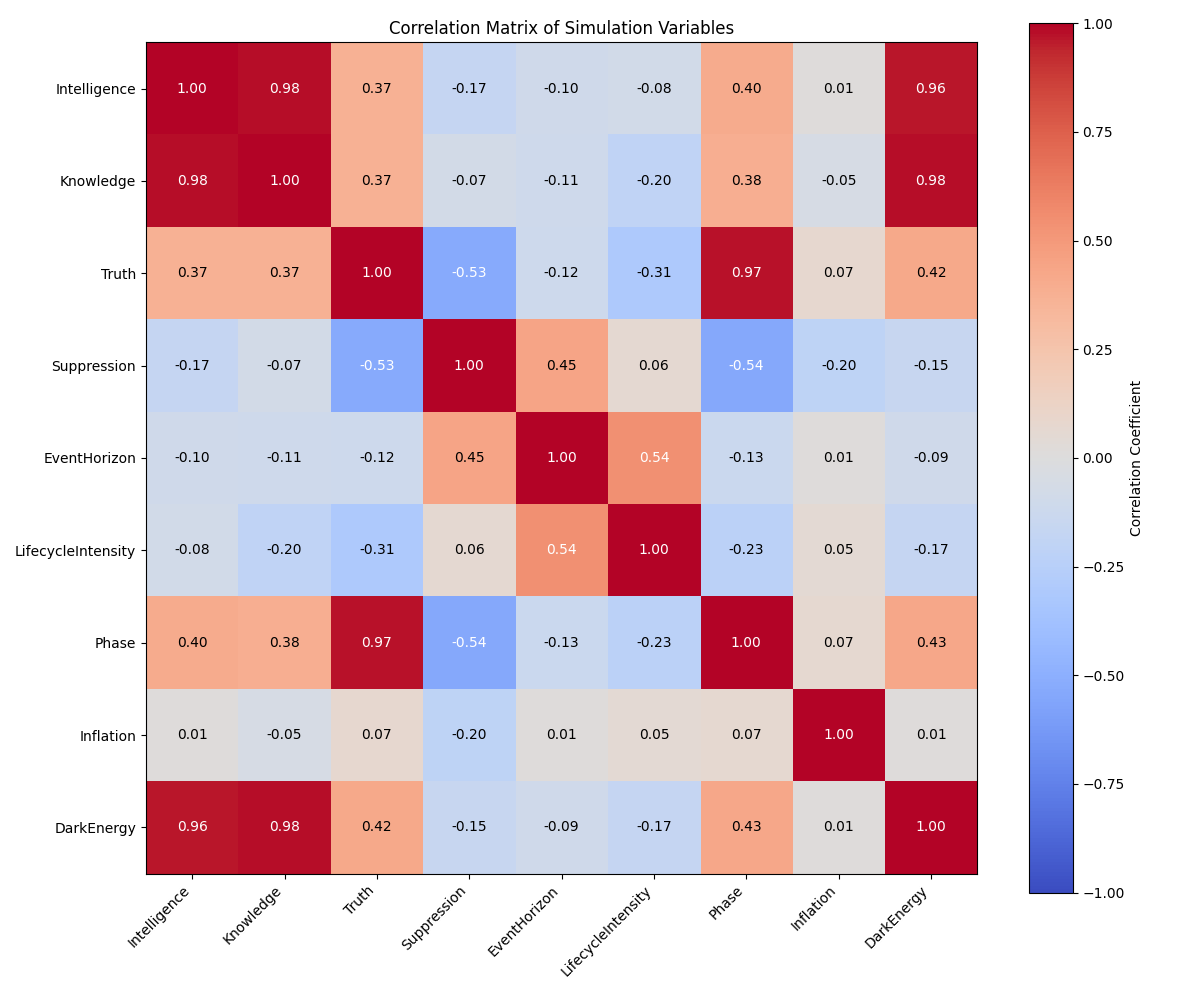 Correlation Matrix of Simulation Variables
Intelligence 1.00 0.98 0.37 -0.17 -0.10 -0.08 0.40 0.01 0.96
Knowledge 0.98 1.00 0.37 -0.07 -0.11 -0.20 0.38 -0.05 0.98
Truth 0.37 0.37 1.00 -0.53 -0.12 -0.31 0.97 0.07 0.42
Suppression -0.17 -0.07 -0.53 1.00 0.45 0.06 -0.54 -0.20 -0.15
EventHorizon -0.10 -0.11 -0.12 0.45 1.00 0.54 -0.13 0.01 -0.09
LifecycleIntensity -0.08 -0.20 -0.31 0.06 0.54 1.00 -0.23 0.05 -0.17
Phase 0.40 0.38 0.97 -0.54 -0.13 -0.23 1.00 0.07 0.43
Inflation 0.01 -0.05 0.07 -0.20 0.01 0.05 0.07 1.00 0.01
DarkEnergy 0.96 0.98 0.42 -0.15 -0.09 -0.17 0.43 0.01 1.00
Intelligence Knowledge Truth Suppression EventHorizon LifecycleIntensity Phase Inflation DarkEnergy
1.00
0.75
0.50
0.25
0.00
−0.25
−0.50
−0.75
−1.00
Correlation Coefficient